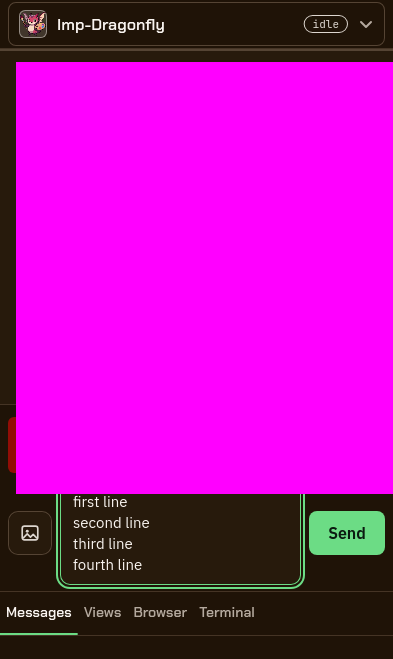 Imp-Dragonfly
idle
first line
second line
third line
fourth line
Send
Messages Views Browser Terminal